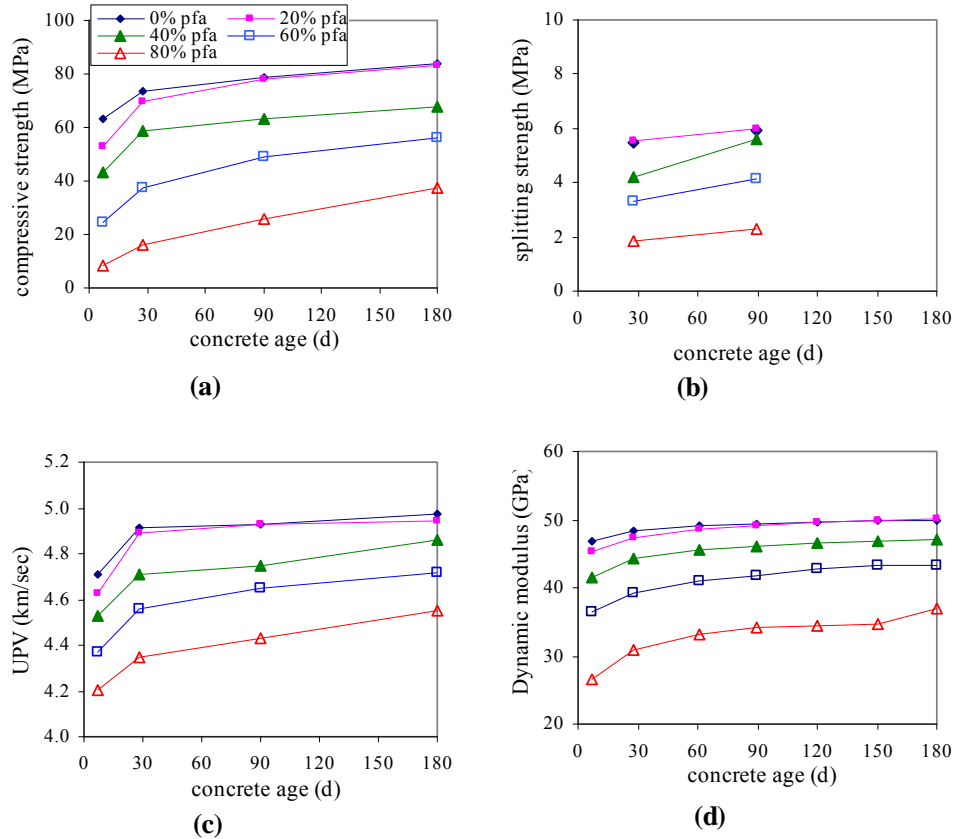 0% pfa 20% pfa
40% pfa 60% pfa
80% pfa
compressive strength (MPa)
100
80
60
40
20
0
0 30 60 90 120 150 180
concrete age (d)
(a)
splitting strength (MPa)
10
8
6
4
2
0
0 30 60 90 120 150 180
concrete age (d)
(b)
UPV (km/sec)
5.2
5.0
4.8
4.6
4.4
4.2
4.0
0 30 60 90 120 150 180
concrete age (d)
(c)
Dynamic modulus (GPa)
60
50
40
30
20
0 30 60 90 120 150 180
concrete age (d)
(d)